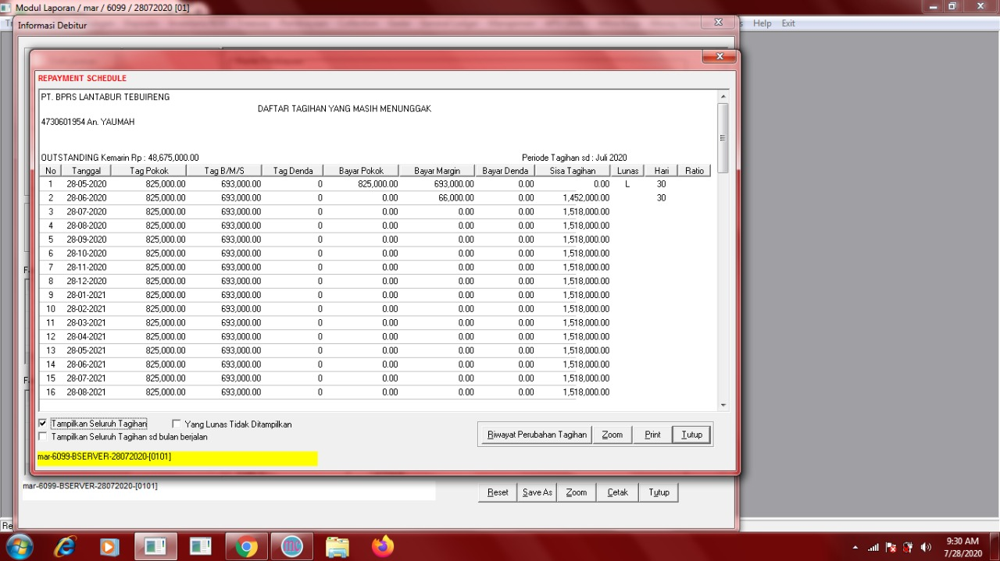 Modul Laporan / mar / 6099 / 28072020 [01]
Help Exit
Informasi Debitur
REPAYMENT SCHEDULE
PT. BPRS LANTABUR TEBUIRENG
DAFTAR TAGIHAN YANG MASIH MENUNGGAK
4730601954 An. YAUMAH
OUTSTANDING Kemarin Rp : 48,675,000.00 Periode Tagihan sd : Juli 2020
No Tanggal Tag Pokok Tag B/M/S Tag Denda Bayar Pokok Bayar Margin Bayar Denda Sisa Tagihan Lunas Hari Ratio
1 28-05-2020 825,000.00 693,000.00 0 825,000.00 693,000.00 0.00 0.00 L 30
2 28-06-2020 825,000.00 693,000.00 0 0.00 66,000.00 0.00 1,452,000.00 30
3 28-07-2020 825,000.00 693,000.00 0 0.00 0.00 0.00 1,518,000.00
4 28-08-2020 825,000.00 693,000.00 0 0.00 0.00 0.00 1,518,000.00
5 28-09-2020 825,000.00 693,000.00 0 0.00 0.00 0.00 1,518,000.00
6 28-10-2020 825,000.00 693,000.00 0 0.00 0.00 0.00 1,518,000.00
7 28-11-2020 825,000.00 693,000.00 0 0.00 0.00 0.00 1,518,000.00
8 28-12-2020 825,000.00 693,000.00 0 0.00 0.00 0.00 1,518,000.00
9 28-01-2021 825,000.00 693,000.00 0 0.00 0.00 0.00 1,518,000.00
10 28-02-2021 825,000.00 693,000.00 0 0.00 0.00 0.00 1,518,000.00
11 28-03-2021 825,000.00 693,000.00 0 0.00 0.00 0.00 1,518,000.00
12 28-04-2021 825,000.00 693,000.00 0 0.00 0.00 0.00 1,518,000.00
13 28-05-2021 825,000.00 693,000.00 0 0.00 0.00 0.00 1,518,000.00
14 28-06-2021 825,000.00 693,000.00 0 0.00 0.00 0.00 1,518,000.00
15 28-07-2021 825,000.00 693,000.00 0 0.00 0.00 0.00 1,518,000.00
16 28-08-2021 825,000.00 693,000.00 0 0.00 0.00 0.00 1,518,000.00
Tampilkan Seluruh Tagihan Yang Lunas Tidak Ditampilkan
Tampilkan Seluruh Tagihan sd bulan berjalan
Riwayat Perubahan Tagihan Zoom Print Tutup
mar-6099-BSERVER-28072020-[0101]
mar-6099-BSERVER-28072020-[0101]
Reset Save As Zoom Cetak Tutup
Re
9:30 AM
7/28/2020